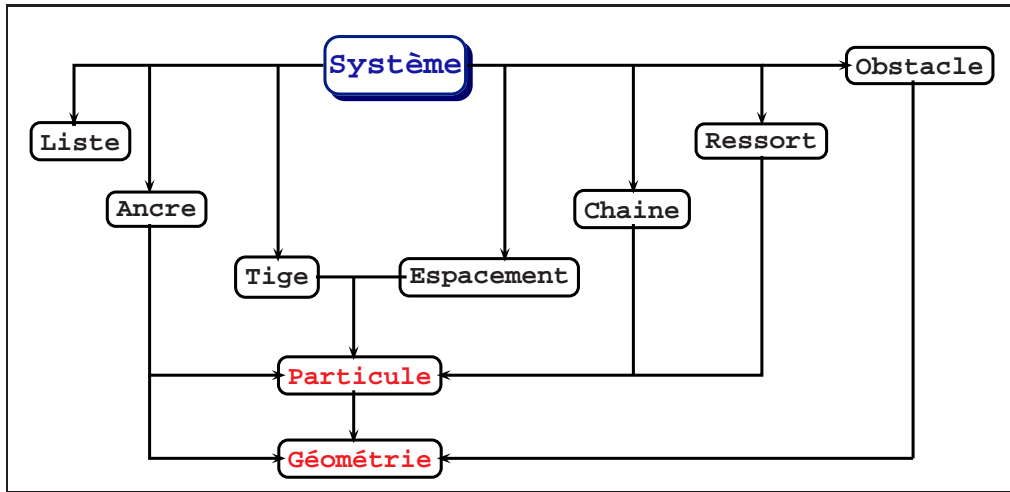 Système
Obstacle
Liste
Ressort
Ancre
Chaine
Tige
Espacement
Particule
Géométrie